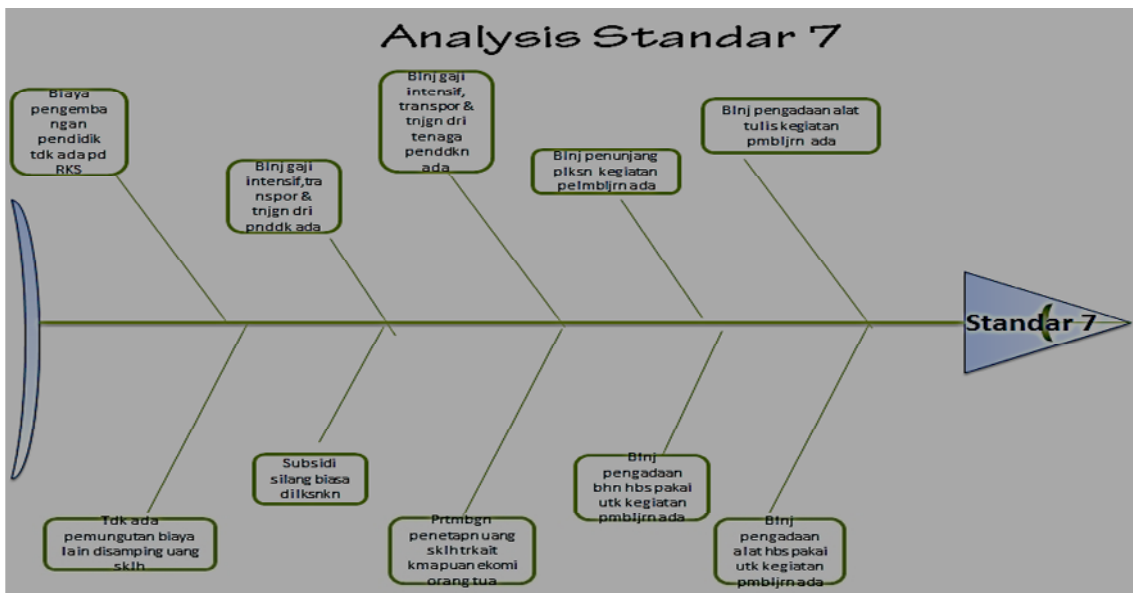 Analysis Standar 7
Biaya
pengemba
ngan
pendidik
tdk ada pd
RKS
Blnj gaji
intensif,tra
nspor &
tnjgn dri
pnddk ada
Blnj gaji
intensif,
transpor &
tnjgn dri
tenaga
penddkn
ada
Blnj penunjang
plksn kegiatan
pelmbljrn ada
Blnj pengadaan alat
tulis kegiatan
pmbljrn ada
Standar 7
Tdk ada
pemungutan biaya
lain disamping uang
sklh
Subsidi
silang biasa
dilksnkn
Prtmbgn
penetapn uang
sklh trkait
kmapuan ekomi
orang tua
Blnj
pengadaan
bhn hbs pakai
utk kegiatan
pmbljrn ada
Blnj
pengadaan
alat hbs pakai
utk kegiatan
pmbljrn ada